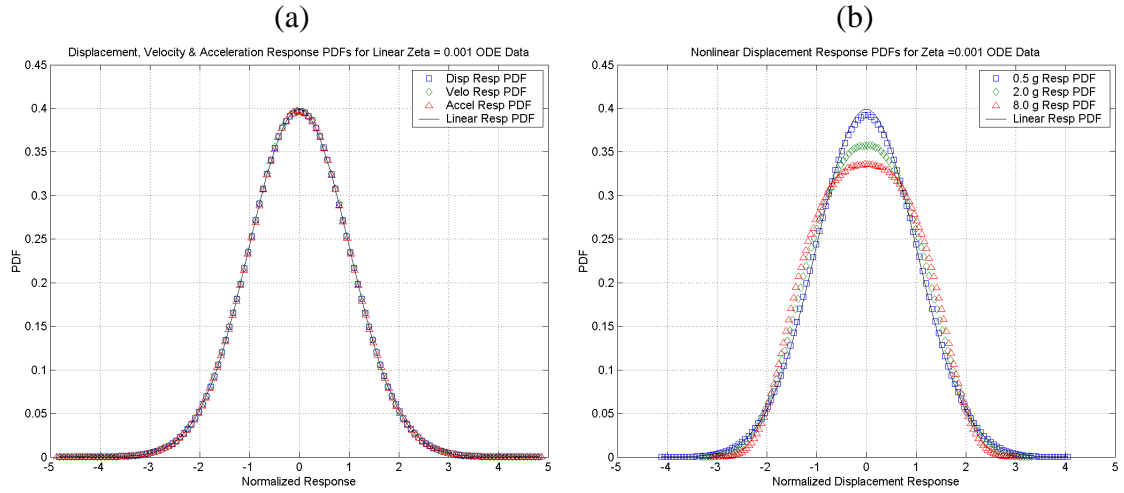 (a)
Displacement, Velocity & Acceleration Response PDFs for Linear Zeta = 0.001 ODE Data
0.45
0.4
0.35
0.3
0.25
0.2
0.15
0.1
0.05
0
PDF
Disp Resp PDF
Velo Resp PDF
Accel Resp PDF
Linear Resp PDF
-5
-4
-3
-2
-1
0
1
2
3
4
5
Normalized Response
(b)
Nonlinear Displacement Response PDFs for Zeta =0.001 ODE Data
0.45
0.4
0.35
0.3
0.25
0.2
0.15
0.1
0.05
0
PDF
0.5 g Resp PDF
2.0 g Resp PDF
8.0 g Resp PDF
Linear Resp PDF
-5
-4
-3
-2
-1
0
1
2
3
4
5
Normalized Displacement Response